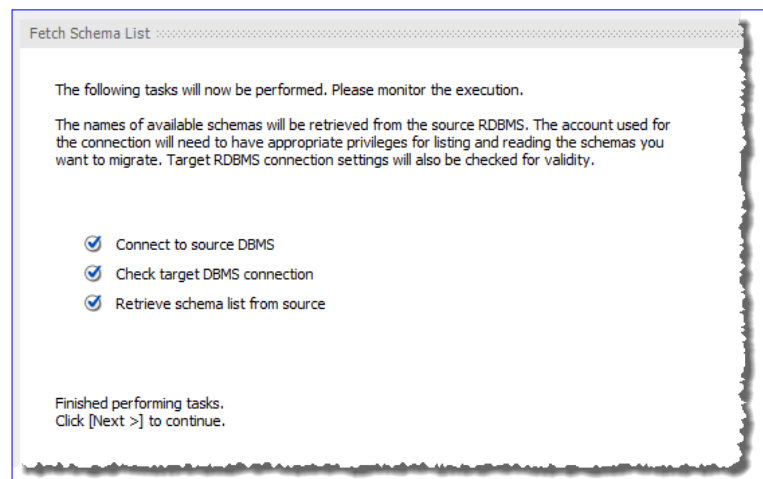 Fetch Schema List
The following tasks will now be performed. Please monitor the execution.
The names of available schemas will be retrieved from the source RDBMS. The account used for
the connection will need to have appropriate privileges for listing and reading the schemas you
want to migrate. Target RDBMS connection settings will also be checked for validity.
Connect to source DBMS
Check target DBMS connection
Retrieve schema list from source
Finished performing tasks.
Click [Next >] to continue.